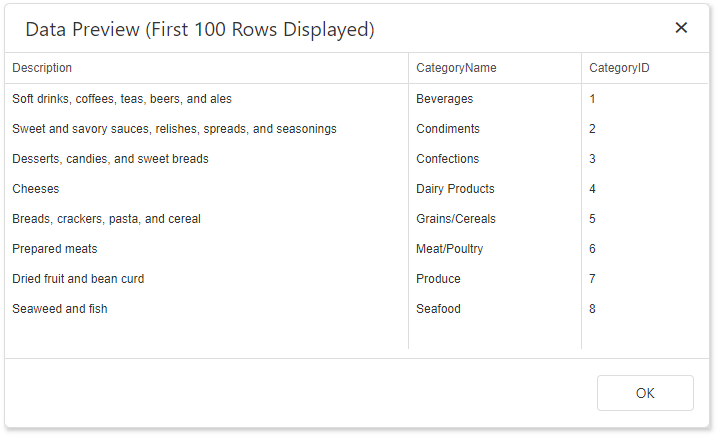 Data Preview (First 100 Rows Displayed)
Description CategoryName CategoryID
Soft drinks, coffees, teas, beers, and ales Beverages 1
Sweet and savory sauces, relishes, spreads, and seasonings Condiments 2
Desserts, candies, and sweet breads Confections 3
Cheeses Dairy Products 4
Breads, crackers, pasta, and cereal Grains/Cereals 5
Prepared meats Meat/Poultry 6
Dried fruit and bean curd Produce 7
Seaweed and fish Seafood 8
OK